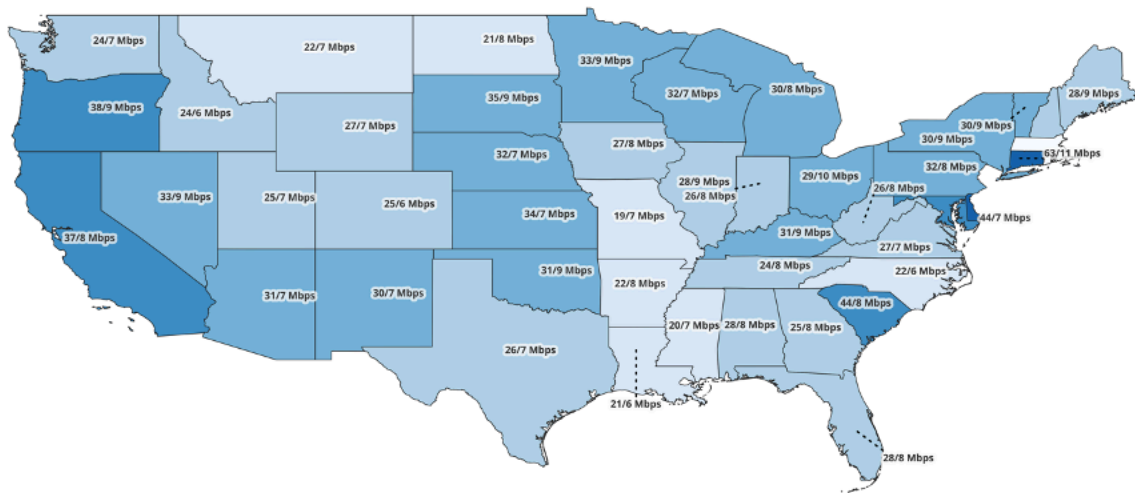 24/7 Mbps
22/7 Mbps
21/8 Mbps
33/9 Mbps
28/9 Mbps
38/9 Mbps
24/6 Mbps
35/9 Mbps
32/7 Mbps
30/8 Mbps
27/7 Mbps
30/9 Mbps
30/9 Mbps
27/8 Mbps
32/7 Mbps
63/11 Mbps
32/8 Mbps
33/9 Mbps
25/7 Mbps
25/6 Mbps
28/9 Mbps
26/8 Mbps
29/10 Mbps
26/8 Mbps
34/7 Mbps
19/7 Mbps
44/7 Mbps
37/8 Mbps
31/9 Mbps
27/7 Mbps
31/9 Mbps
24/8 Mbps
22/6 Mbps
31/7 Mbps
30/7 Mbps
22/8 Mbps
44/8 Mbps
20/7 Mbps
28/8 Mbps
25/8 Mbps
26/7 Mbps
21/6 Mbps
28/8 Mbps